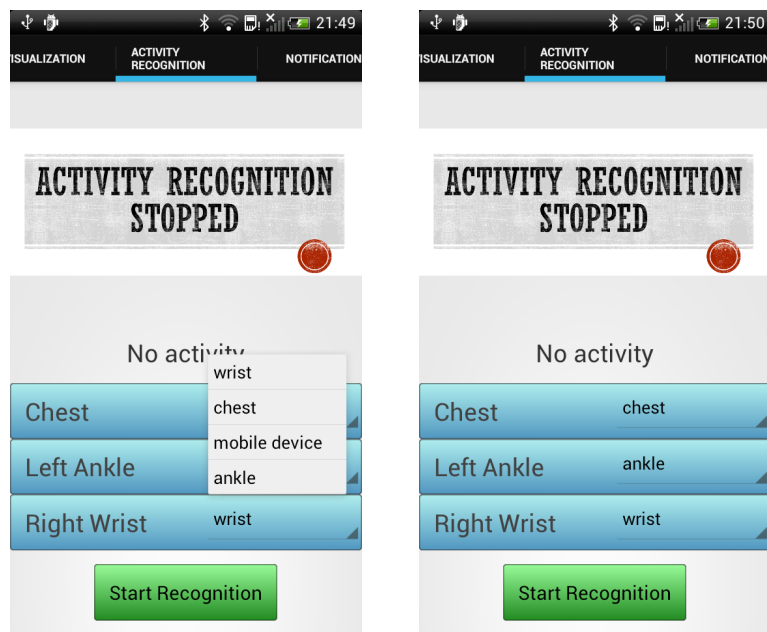 21:49
ISUALIZATION
ACTIVITY
RECOGNITION
NOTIFICATION
ACTIVITY RECOGNITION
STOPPED
No activity
wrist
chest
mobile device
ankle
Chest
Left Ankle
Right Wrist wrist
Start Recognition
21:50
ISUALIZATION
ACTIVITY
RECOGNITION
NOTIFICATION
ACTIVITY RECOGNITION
STOPPED
No activity
Chest chest
Left Ankle ankle
Right Wrist wrist
Start Recognition